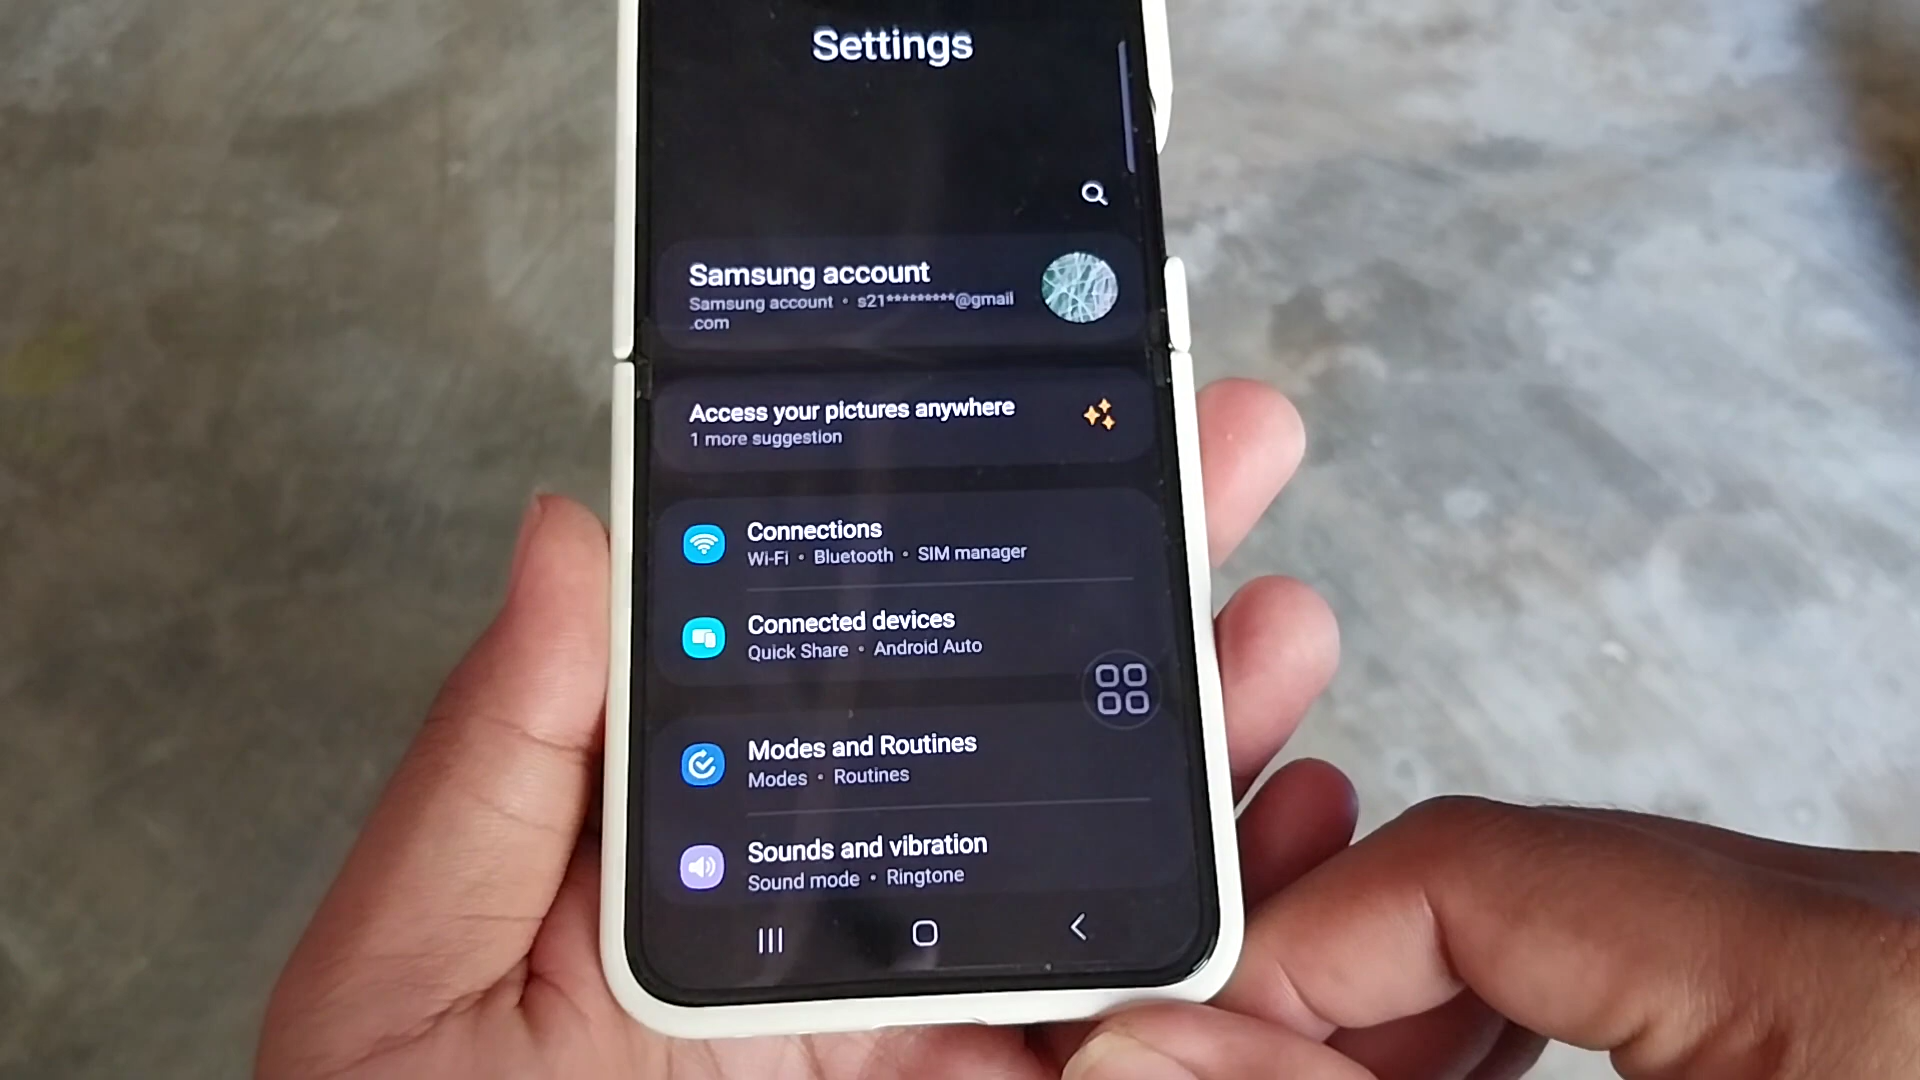 Settings
Samsung account
Samsung account • s21*********@gmail
.com
Access your pictures anywhere
1 more suggestion
Connections
Wi-Fi • Bluetooth • SIM manager
Connected devices
Quick Share • Android Auto
Modes and Routines
Modes • Routines
Sounds and vibration
Sound mode • Ringtone